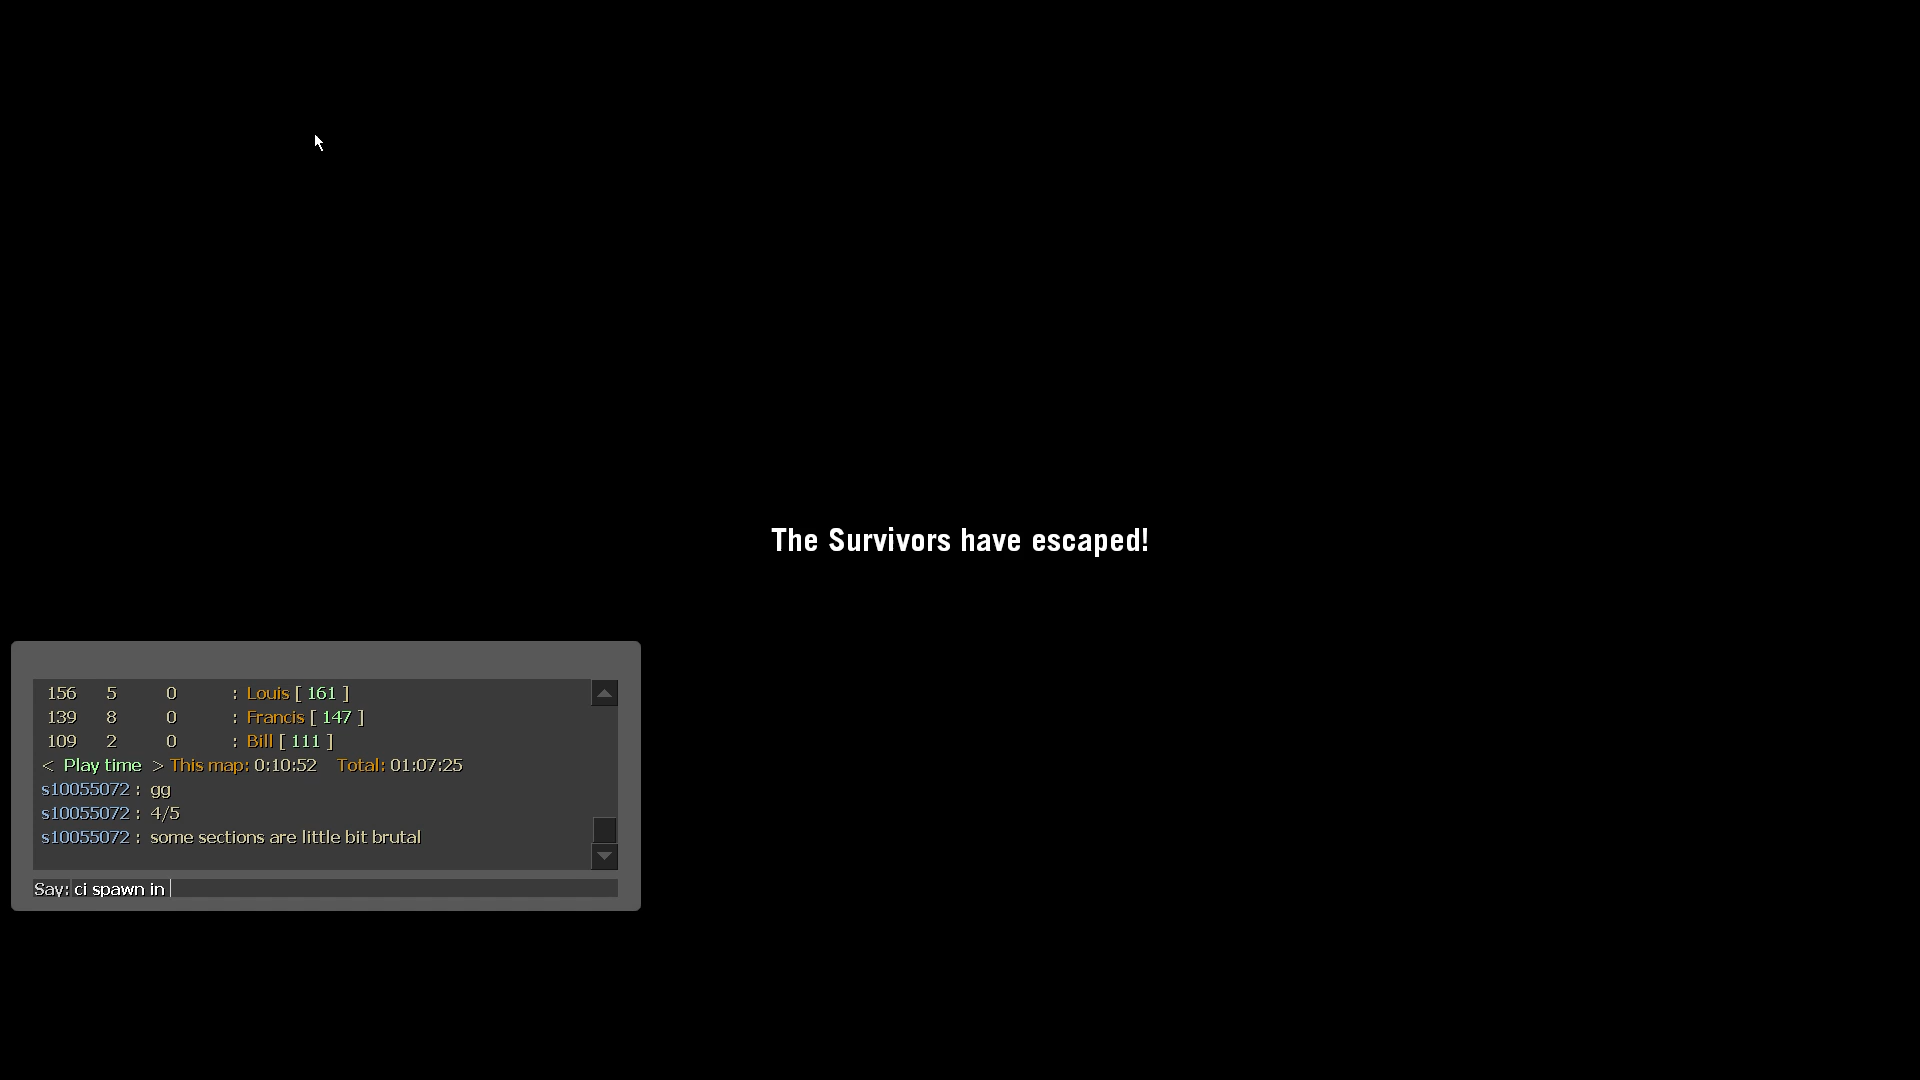 The Survivors have escaped!
156 5 0 : Louis [ 161 ]
139 8 0 : Francis [ 147 ]
109 2 0 : Bill [ 111 ]
< Play time > This map: 0:10:52 Total: 01:07:25
s10055072 : gg
s10055072 : 4/5
s10055072 : some sections are little bit brutal
Say: ci spawn in